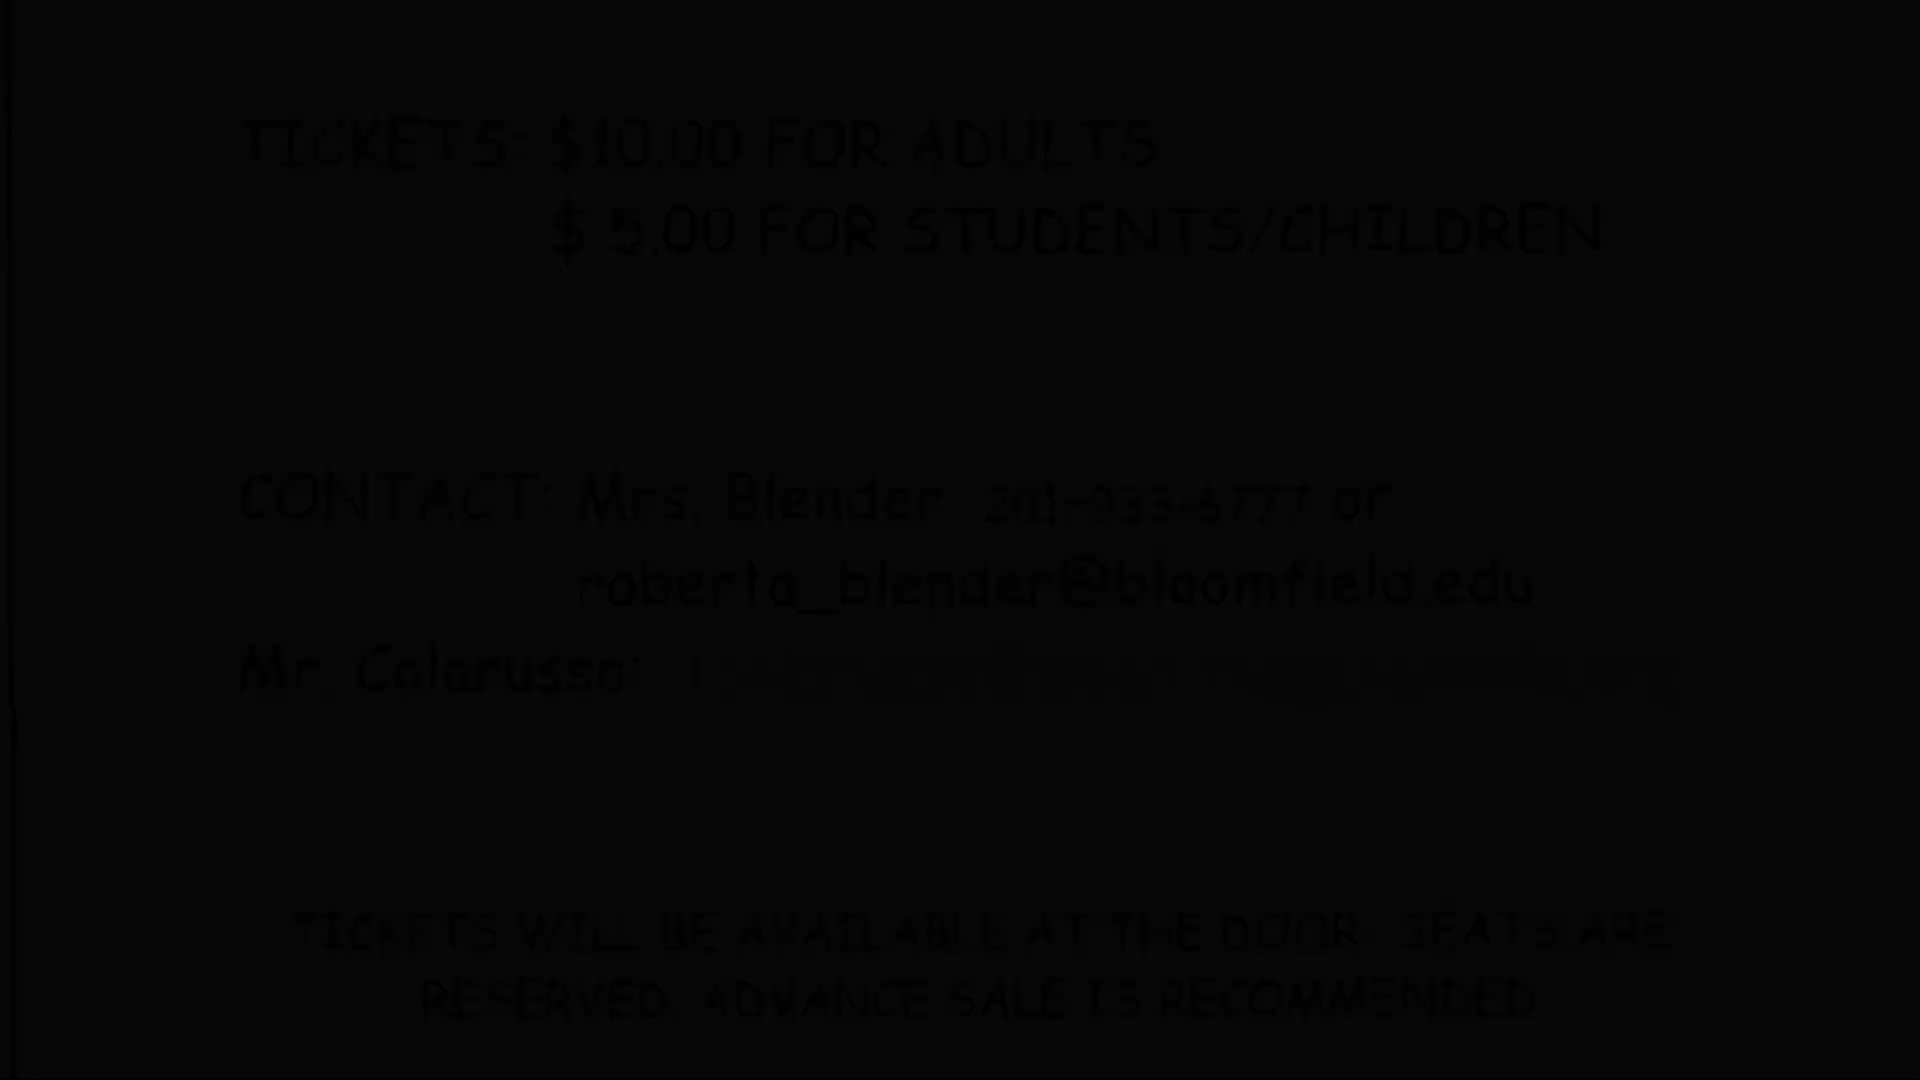 TICKETS: $10.00 FOR ADULTS
$ 5.00 FOR STUDENTS/CHILDREN
CONTACT: Mrs. Blender or
roberta_blender@bloomfield.edu
Mr. Calarusso:
TICKETS WILL BE AVAILABLE AT THE DOOR- SEATS ARE
RESERVED, ADVANCE SALE IS RECOMMENDED